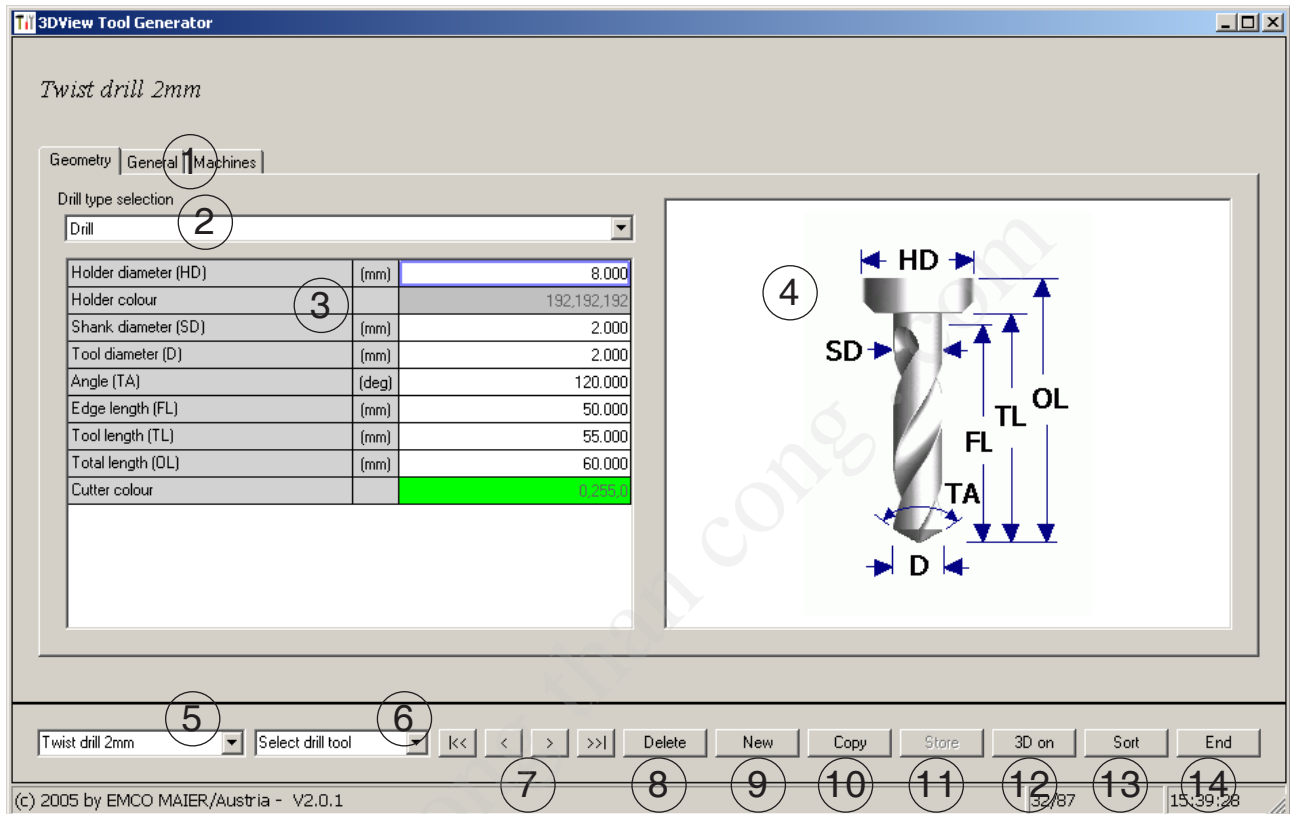 3DView Tool Generator
Twist drill 2mm
Geometry General Machines
1
Drill type selection
2
Drill
Holder diameter (HD) (mm) 8.000
Holder colour 192,192,192
3
Shank diameter (SD) (mm) 2.000
Tool diameter (D) (mm) 2.000
Angle (TA) (deg) 120.000
Edge length (FL) (mm) 50.000
Tool length (TL) (mm) 55.000
Total length (OL) (mm) 60.000
Cutter colour 0,255,0
4
HD
SD
OL
TL
FL
TA
D
5 6
Twist drill 2mm Select drill tool |<< < > >>| Delete New Copy Store 3D on Sort End
7 8 9 10 11 12 13 14
(c) 2005 by EMCO MAIER/Austria - V2.0.1 32/87 15:39:28
cuong than cong . com